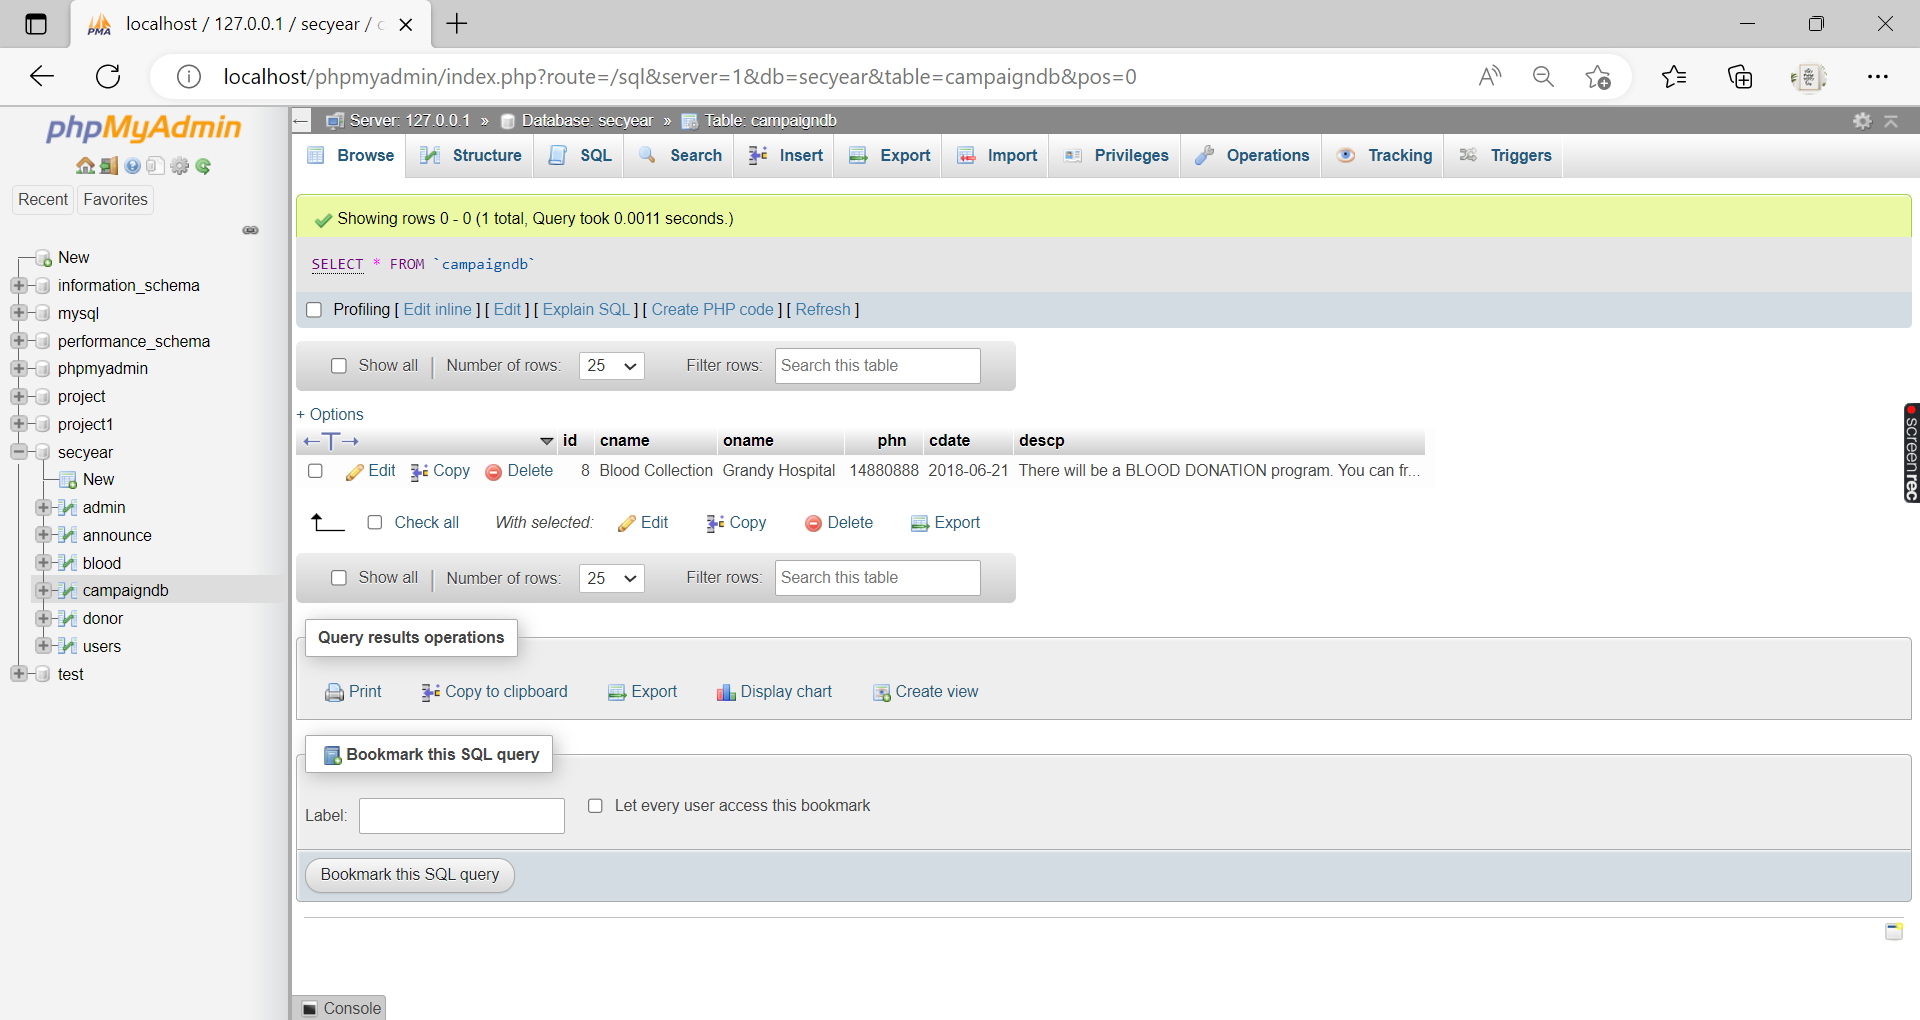 localhost / 127.0.0.1 / secyear / c
localhost/phpmyadmin/index.php?route=/sql&server=1&db=secyear&table=campaigndb&pos=0
phpMyAdmin
Recent Favorites
New
information_schema
mysql
performance_schema
phpmyadmin
project
project1
secyear
New
admin
announce
blood
campaigndb
donor
users
test
Server: 127.0.0.1 » Database: secyear » Table: campaigndb
Browse Structure SQL Search Insert Export Import Privileges Operations Tracking Triggers
Showing rows 0 - 0 (1 total, Query took 0.0011 seconds.)
SELECT * FROM `campaigndb`
Profiling [ Edit inline ] [ Edit ] [ Explain SQL ] [ Create PHP code ] [ Refresh ]
Show all | Number of rows: 25 Filter rows: Search this table
+ Options
←T→ id cname oname phn cdate descp
Edit Copy Delete 8 Blood Collection Grandy Hospital 14880888 2018-06-21 There will be a BLOOD DONATION program. You can fr...
Check all With selected: Edit Copy Delete Export
Show all | Number of rows: 25 Filter rows: Search this table
Query results operations
Print Copy to clipboard Export Display chart Create view
Bookmark this SQL query
Label: Let every user access this bookmark
Bookmark this SQL query
Console
screenrec